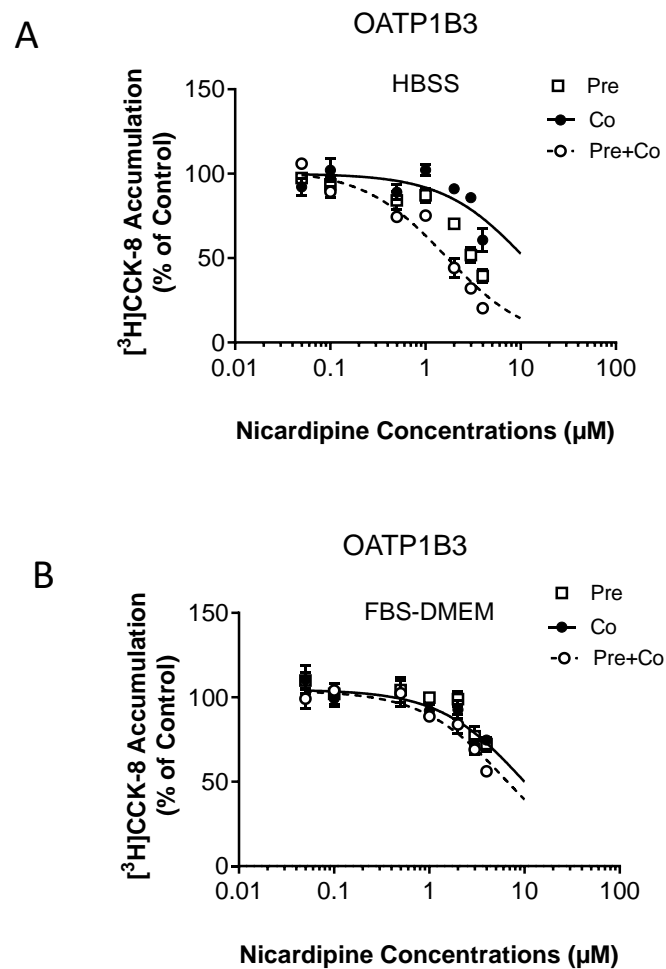 A
OATP1B3
HBSS
Pre
Co
Pre+Co
[³H]CCK-8 Accumulation
(% of Control)
150
100
50
0
0.01
0.1
1
10
100
Nicardipine Concentrations (µM)
B
OATP1B3
FBS-DMEM
Pre
Co
Pre+Co
[³H]CCK-8 Accumulation
(% of Control)
150
100
50
0
0.01
0.1
1
10
100
Nicardipine Concentrations (µM)